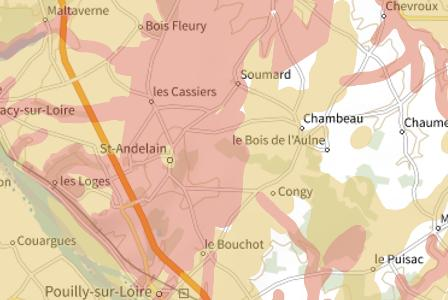 Maltaverne
Chevroux
Bois Fleury
Soumard
les Cassiers
acy-sur-Loire
Chambeau
Chaume
le Bois de l'Aulne
St-Andelain
les Loges
Congy
on
Couargues
le Bouchot
le Puisac
M
Pouilly-sur-Loire